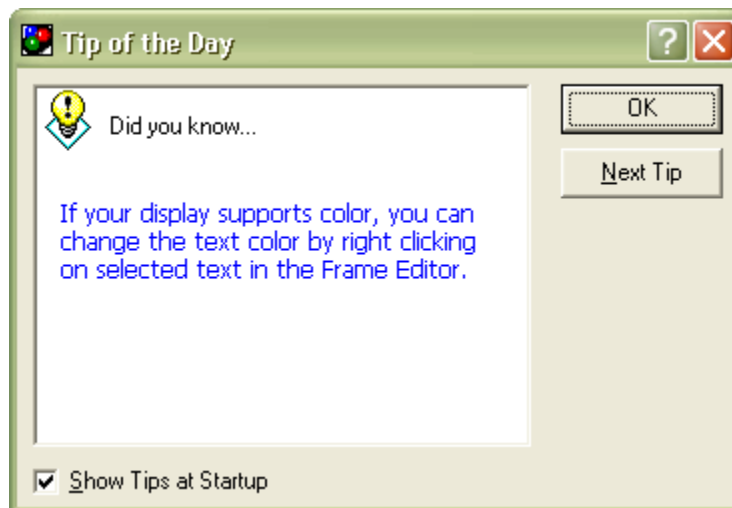 Tip of the Day
Did you know...
OK
Next Tip
If your display supports color, you can
change the text color by right clicking
on selected text in the Frame Editor.
Show Tips at Startup